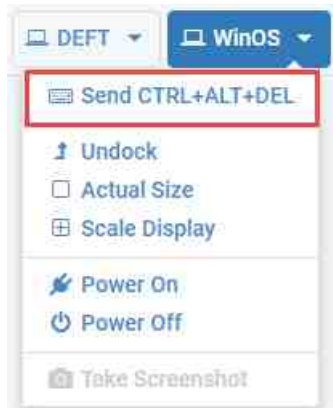 DEFT WinOS
Send CTRL+ALT+DEL
Undock
Actual Size
Scale Display
Power On
Power Off
Take Screenshot